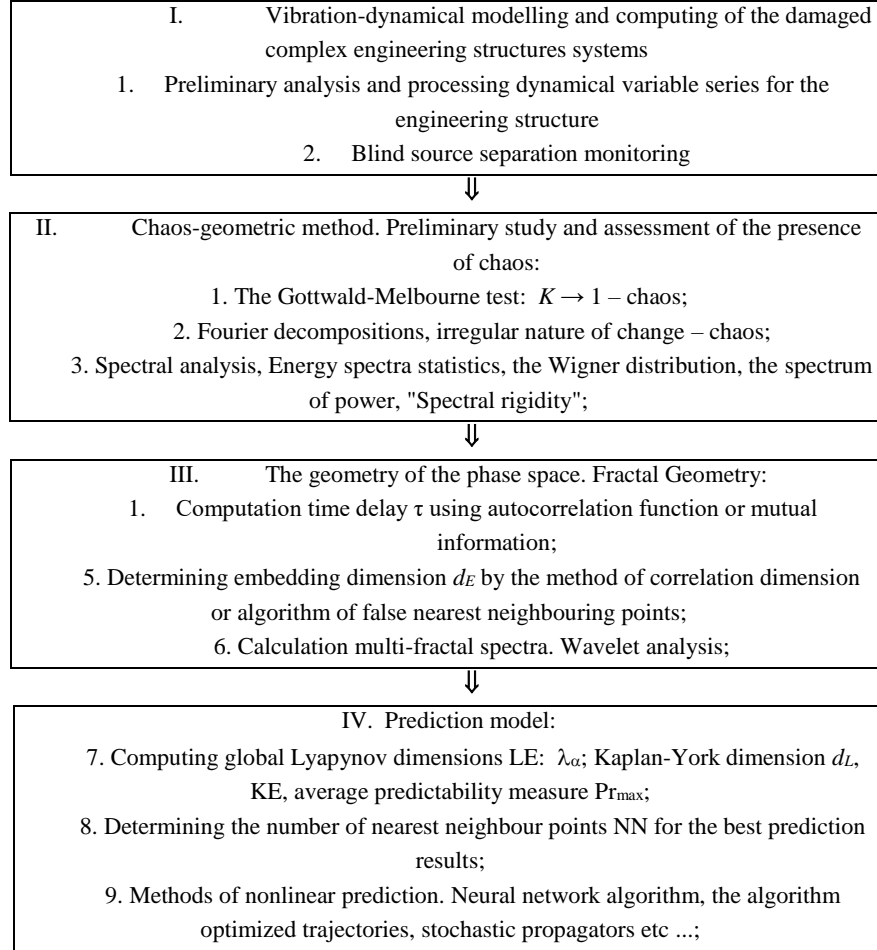 I. Vibration-dynamical modelling and computing of the damaged
complex engineering structures systems
1. Preliminary analysis and processing dynamical variable series for the
engineering structure
2. Blind source separation monitoring
⇓
II. Chaos-geometric method. Preliminary study and assessment of the presence
of chaos:
1. The Gottwald-Melbourne test: K → 1 – chaos;
2. Fourier decompositions, irregular nature of change – chaos;
3. Spectral analysis, Energy spectra statistics, the Wigner distribution, the spectrum
of power, "Spectral rigidity";
⇓
III. The geometry of the phase space. Fractal Geometry:
1. Computation time delay τ using autocorrelation function or mutual
information;
5. Determining embedding dimension dE by the method of correlation dimension
or algorithm of false nearest neighbouring points;
6. Calculation multi-fractal spectra. Wavelet analysis;
⇓
IV. Prediction model:
7. Computing global Lyapynov dimensions LE: λα; Kaplan-York dimension dL,
KE, average predictability measure Prmax;
8. Determining the number of nearest neighbour points NN for the best prediction
results;
9. Methods of nonlinear prediction. Neural network algorithm, the algorithm
optimized trajectories, stochastic propagators etc ...;